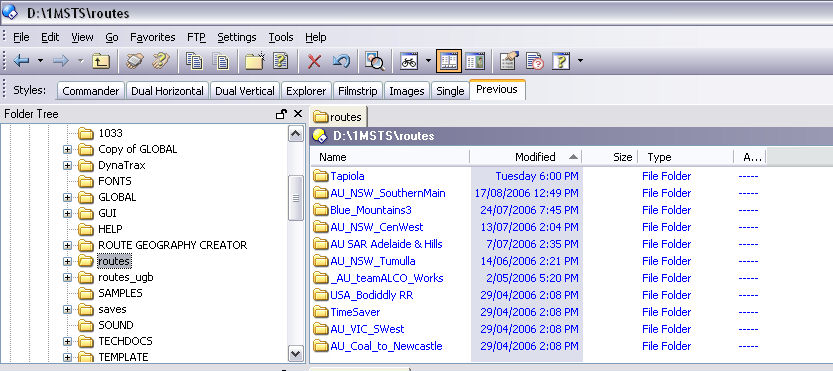 D:\1MSTS\routes
File Edit View Go Favorites FTP Settings Tools Help
Styles: Commander Dual Horizontal Dual Vertical Explorer Filmstrip Images Single Previous
Folder Tree
1033
Copy of GLOBAL
DynaTrax
FONTS
GLOBAL
GUI
HELP
ROUTE GEOGRAPHY CREATOR
routes
routes_ugb
SAMPLES
saves
SOUND
TECHDOCS
TEMPLATE
routes
D:\1MSTS\routes
Name Modified Size Type A...
Tapiola Tuesday 6:00 PM File Folder -----
AU_NSW_SouthernMain 17/08/2006 12:49 PM File Folder -----
Blue_Mountains3 24/07/2006 7:45 PM File Folder -----
AU_NSW_CenWest 13/07/2006 2:04 PM File Folder -----
AU SAR Adelaide & Hills 7/07/2006 2:35 PM File Folder -----
AU_NSW_Tumulla 14/06/2006 2:21 PM File Folder -----
_AU_teamALCO_Works 2/05/2006 5:20 PM File Folder -----
USA_Bodiddly RR 29/04/2006 2:08 PM File Folder -----
TimeSaver 29/04/2006 2:08 PM File Folder -----
AU_VIC_SWest 29/04/2006 2:08 PM File Folder -----
AU_Coal_to_Newcastle 29/04/2006 2:08 PM File Folder -----